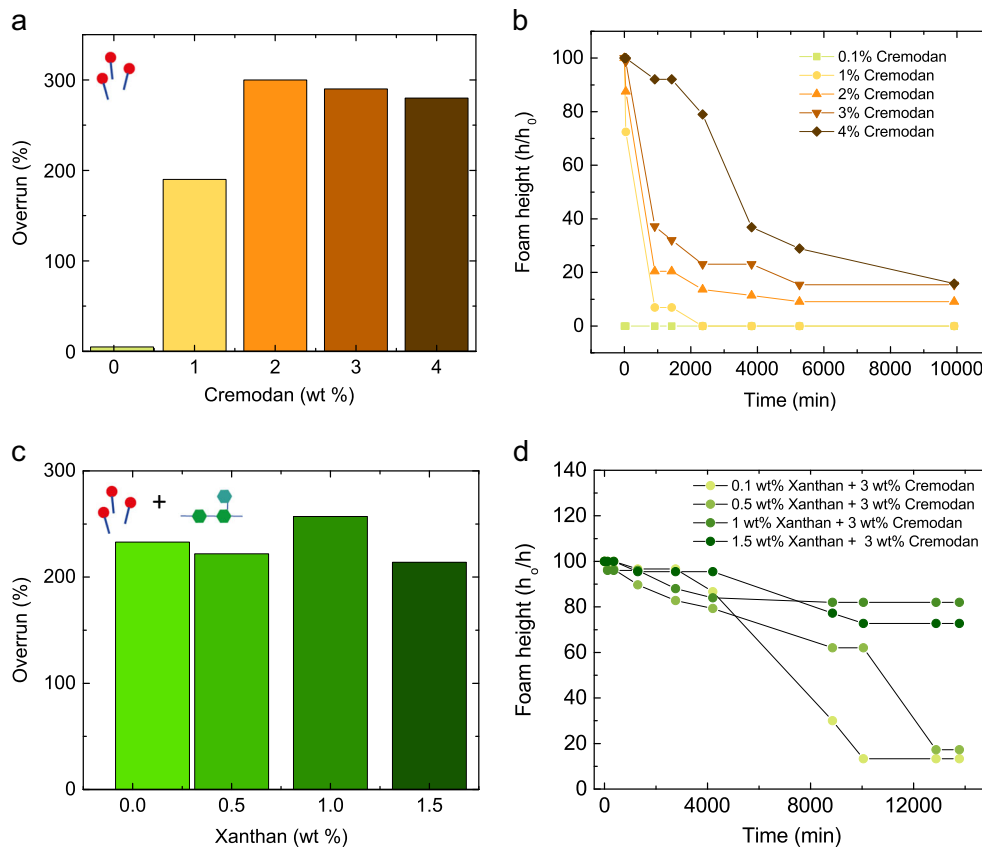 a
300
200
100
0
Overrun (%)
0 1 2 3 4
Cremodan (wt %)
b
100
80
60
40
20
0
Foam height (h/h0)
0.1% Cremodan
1% Cremodan
2% Cremodan
3% Cremodan
4% Cremodan
0 2000 4000 6000 8000 10000
Time (min)
c
+
300
200
100
0
Overrun (%)
0.0 0.5 1.0 1.5
Xanthan (wt %)
d
140
120
100
80
60
40
20
0
Foam height (ho/h)
0.1 wt% Xanthan + 3 wt% Cremodan
0.5 wt% Xanthan + 3 wt% Cremodan
1 wt% Xanthan + 3 wt% Cremodan
1.5 wt% Xanthan + 3 wt% Cremodan
0 4000 8000 12000
Time (min)